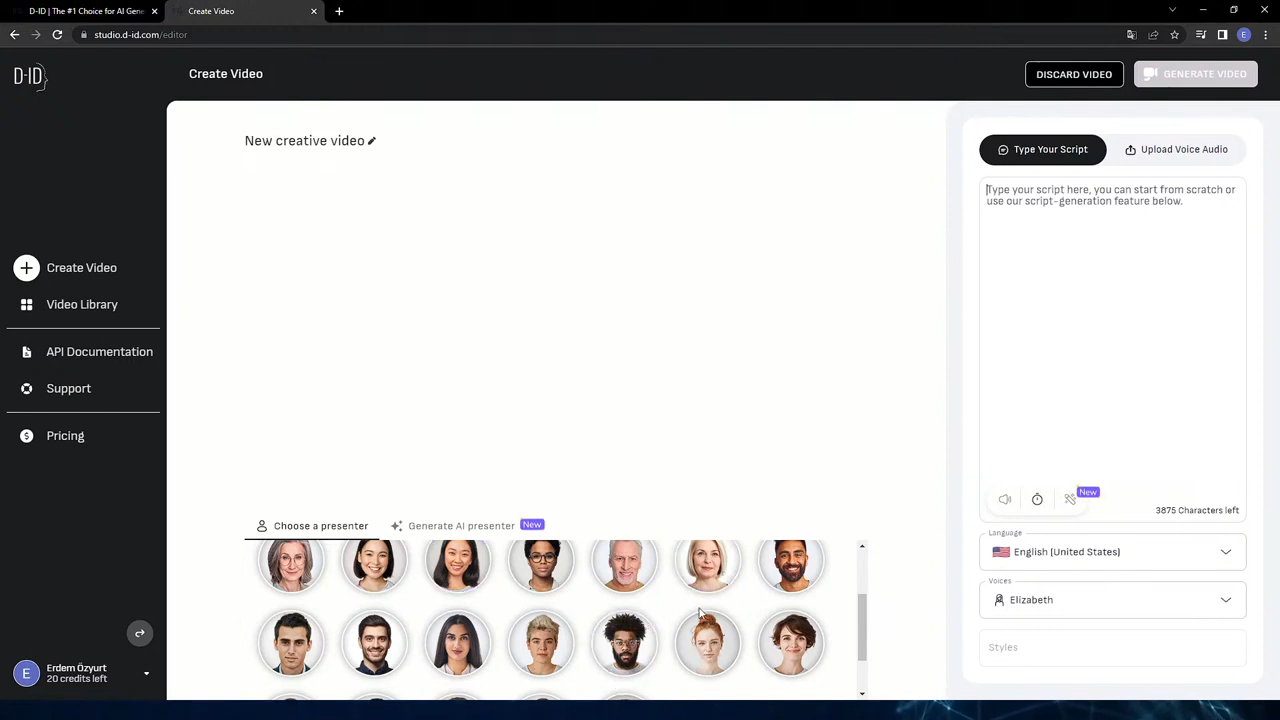 D-ID | The #1 Choice for AI Gene
Create Video
studio.d-id.com/editor
E
D-ID
Create Video
DISCARD VIDEO
GENERATE VIDEO
New creative video
Type Your Script
Upload Voice Audio
Type your script here, you can start from scratch or
use our script-generation feature below.
Create Video
Video Library
API Documentation
Support
Pricing
New
3875 Characters left
Choose a presenter
Generate AI presenter
New
Language
English (United States)
Voices
Elizabeth
Styles
E
Erdem Özyurt
20 credits left